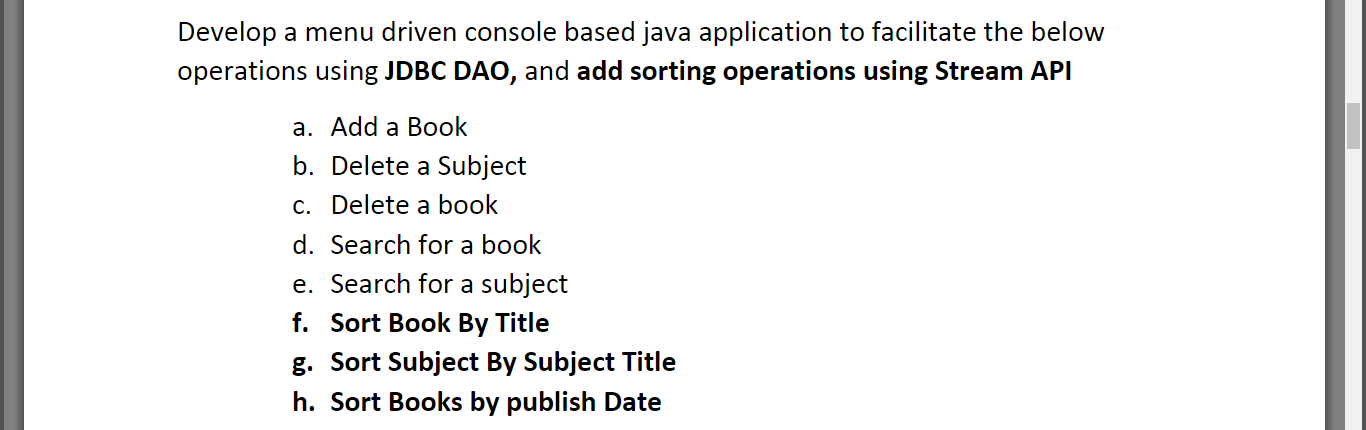 Develop a menu driven console based java application to facilitate the below
operations using JDBC DAO, and add sorting operations using Stream API
a. Add a Book
b. Delete a Subject
c. Delete a book
d. Search for a book
e. Search for a subject
f. Sort Book By Title
g. Sort Subject By Subject Title
h. Sort Books by publish Date